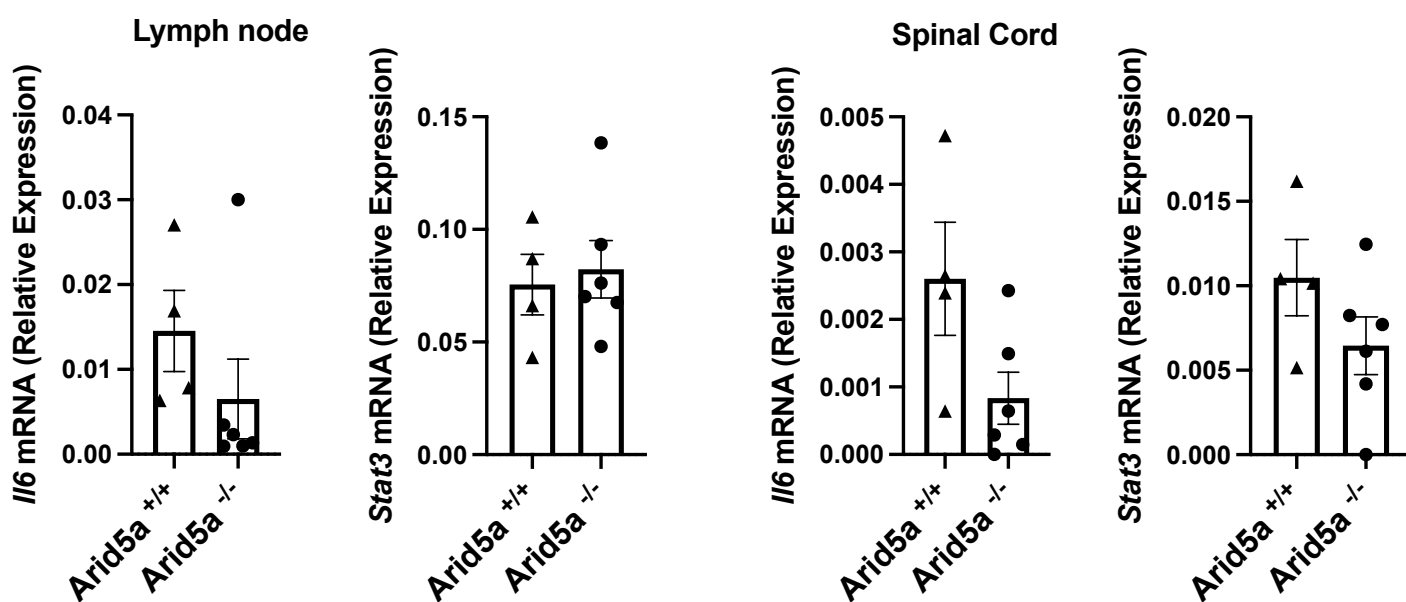 Lymph node
Il6 mRNA (Relative Expression)
0.04
0.03
0.02
0.01
0.00
Arid5a +/+
Arid5a -/-
Stat3 mRNA (Relative Expression)
0.15
0.10
0.05
0.00
Arid5a +/+
Arid5a -/-
Spinal Cord
Il6 mRNA (Relative Expression)
0.005
0.004
0.003
0.002
0.001
0.000
Arid5a +/+
Arid5a -/-
Stat3 mRNA (Relative Expression)
0.020
0.015
0.010
0.005
0.000
Arid5a +/+
Arid5a -/-